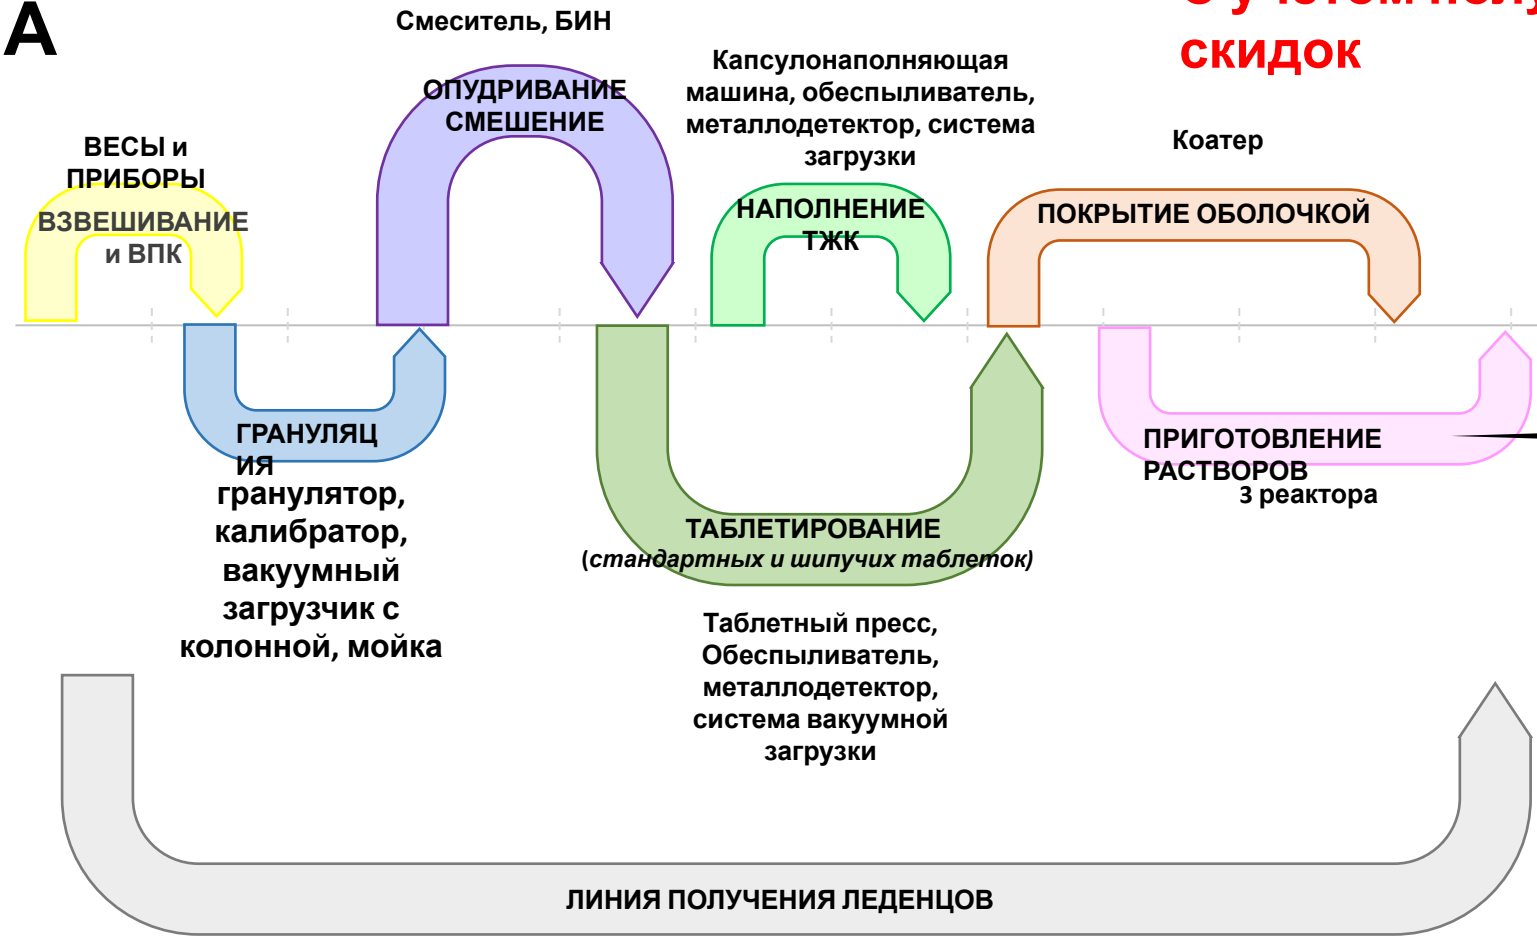 А
Смеситель, БИН
скидок
ОПУДРИВАНИЕ
СМЕШЕНИЕ
Капсулонаполняющая
машина, обеспыливатель,
металлодетектор, система
загрузки
Коатер
ВЕСЫ и
ПРИБОРЫ
ВЗВЕШИВАНИЕ
и ВПК
НАПОЛНЕНИЕ
ТЖК
ПОКРЫТИЕ ОБОЛОЧКОЙ
ГРАНУЛЯЦ
ИЯ
гранулятор,
калибратор,
вакуумный
загрузчик с
колонной, мойка
ПРИГОТОВЛЕНИЕ
РАСТВОРОВ
3 реактора
ТАБЛЕТИРОВАНИЕ
(стандартных и шипучих таблеток)
Таблетный пресс,
Обеспыливатель,
металлодетектор,
система вакуумной
загрузки
ЛИНИЯ ПОЛУЧЕНИЯ ЛЕДЕНЦОВ